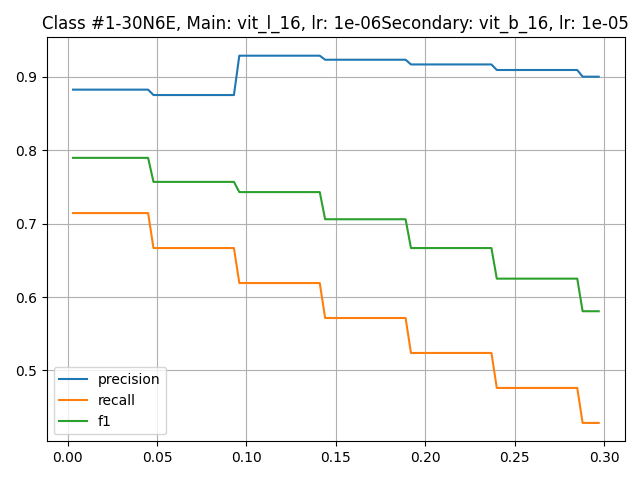 Class #1-30N6E, Main: vit_l_16, lr: 1e-06Secondary: vit_b_16, lr: 1e-05
0.9
0.8
0.7
0.6
0.5
precision
recall
f1
0.00 0.05 0.10 0.15 0.20 0.25 0.30